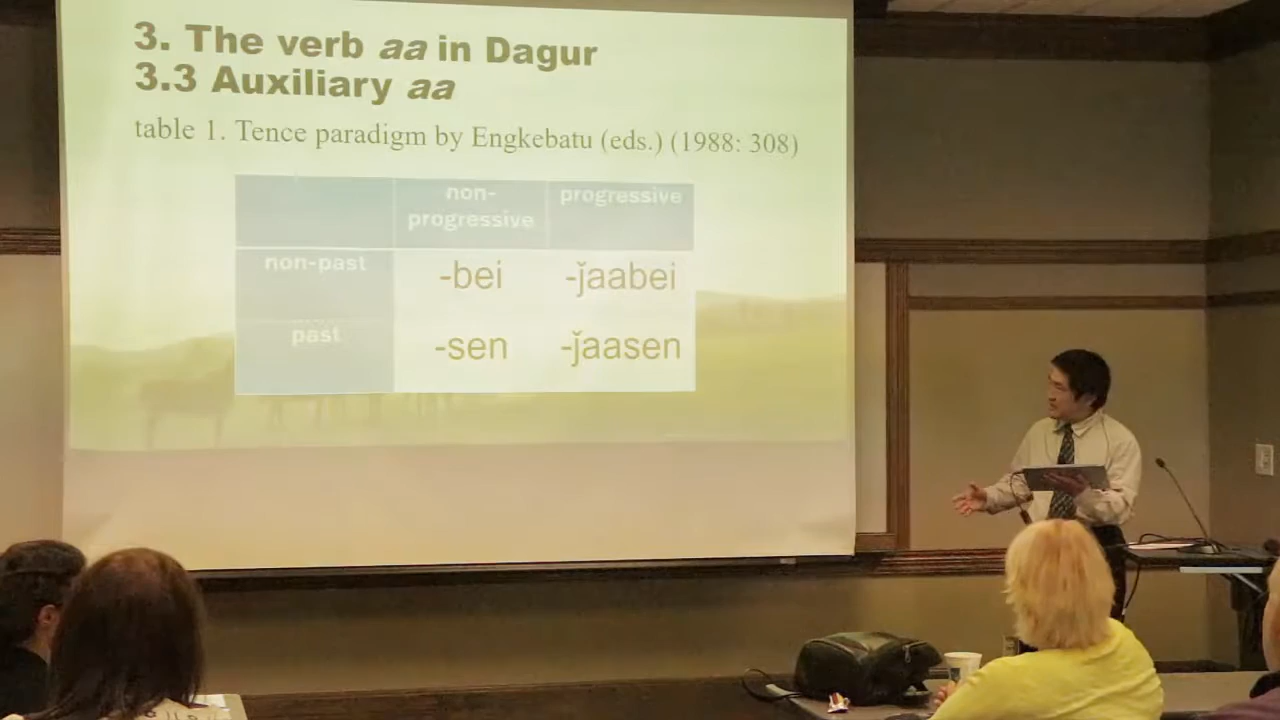 3. The verb aa in Dagur
3.3 Auxiliary aa
table 1. Tence paradigm by Engkebatu (eds.) (1988: 308)
non- progressive
progressive
non-past -bei -ǰaabei
past -sen -ǰaasen